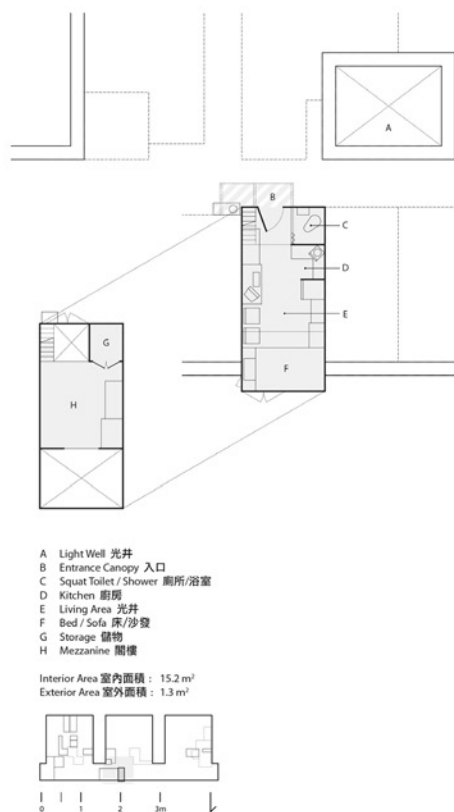 A
B
C
D
E
F
G
H
A Light Well 光井
B Entrance Canopy 入口
C Squat Toilet / Shower 廁所/浴室
D Kitchen 廚房
E Living Area 光井
F Bed / Sofa 床/沙發
G Storage 儲物
H Mezzanine 閣樓
Interior Area 室內面積 : 15.2 m²
Exterior Area 室外面積 : 1.3 m²
0 1 2 3m